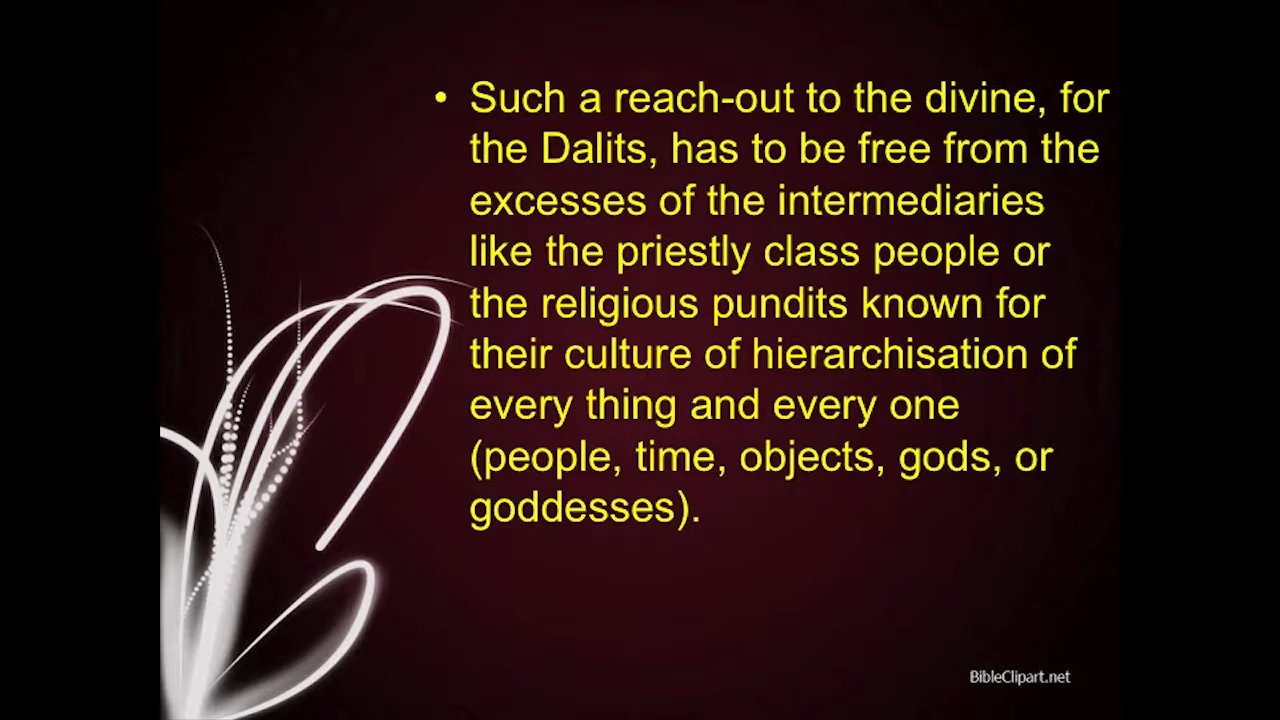 • Such a reach-out to the divine, for
the Dalits, has to be free from the
excesses of the intermediaries
like the priestly class people or
the religious pundits known for
their culture of hierarchisation of
every thing and every one
(people, time, objects, gods, or
goddesses).
BibleClipart.net